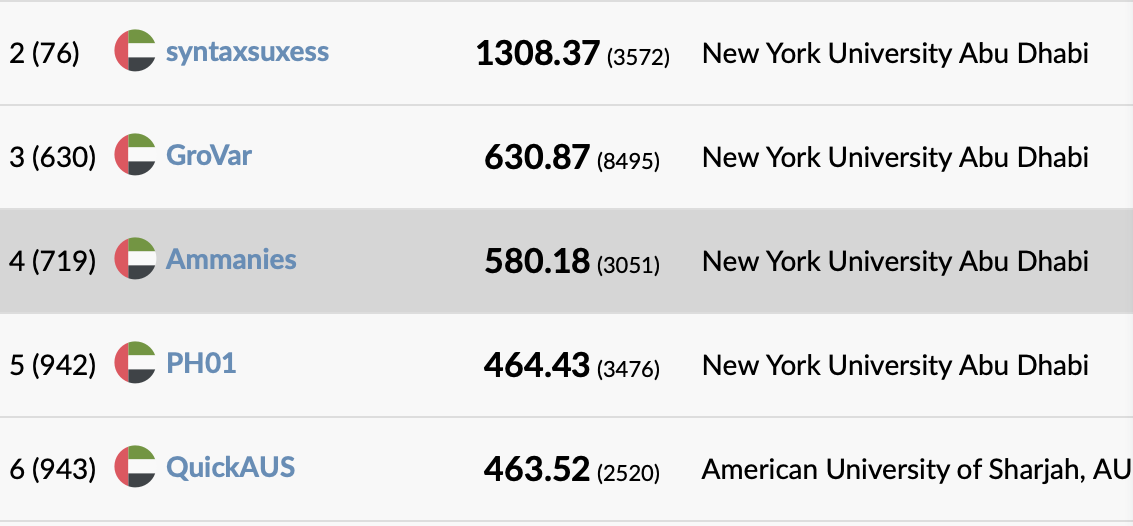 2 (76) syntaxsuxess 1308.37 (3572) New York University Abu Dhabi
3 (630) GroVar 630.87 (8495) New York University Abu Dhabi
4 (719) Ammanies 580.18 (3051) New York University Abu Dhabi
5 (942) PH01 464.43 (3476) New York University Abu Dhabi
6 (943) QuickAUS 463.52 (2520) American University of Sharjah, AU